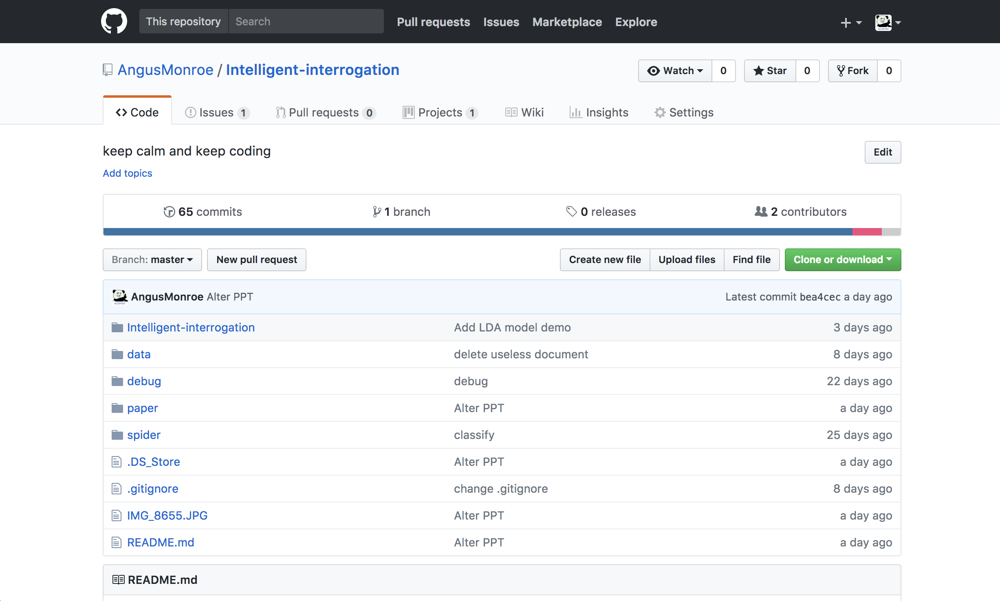 This repository Search Pull requests Issues Marketplace Explore
AngusMonroe / Intelligent-interrogation Watch 0 Star 0 Fork 0
Code Issues 1 Pull requests 0 Projects 1 Wiki Insights Settings
keep calm and keep coding Edit
Add topics
65 commits 1 branch 0 releases 2 contributors
Branch: master New pull request Create new file Upload files Find file Clone or download
AngusMonroe Alter PPT Latest commit bea4cec a day ago
ACCEPTED
Intelligent-interrogation Add LDA model demo 3 days ago
data delete useless document 8 days ago
debug debug 22 days ago
paper Alter PPT a day ago
spider classify 25 days ago
.DS_Store Alter PPT a day ago
.gitignore change .gitignore 8 days ago
IMG_8655.JPG Alter PPT a day ago
README.md Alter PPT a day ago
README.md